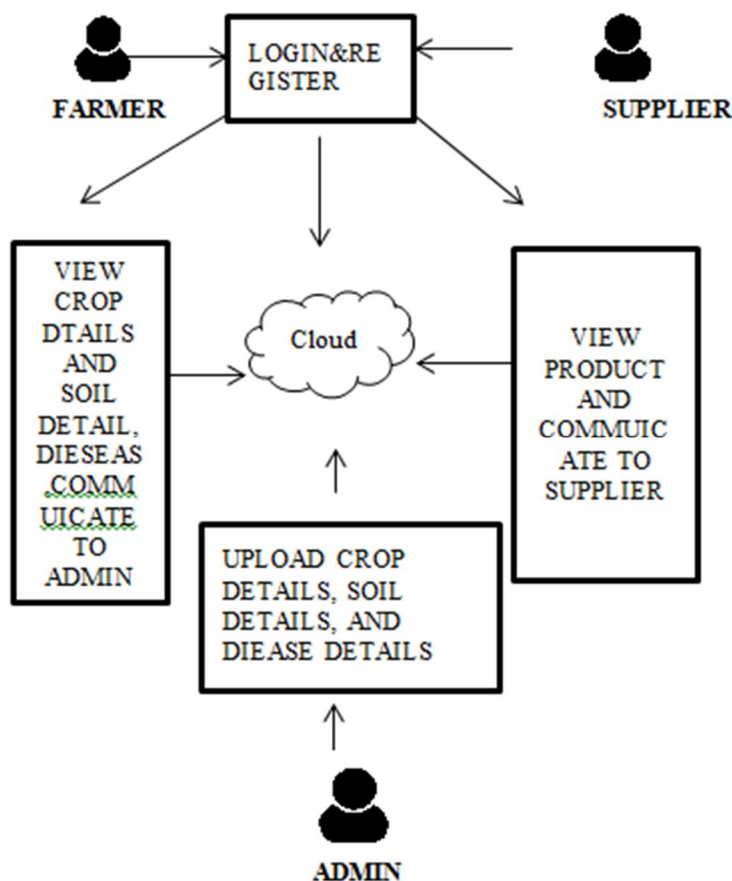 LOGIN&RE
GISTER
FARMER
SUPPLIER
VIEW
CROP
DTAILS
AND
SOIL
DETAIL,
DIESEAS
.COMM
UICATE
TO
ADMIN
Cloud
VIEW
PRODUCT
AND
COMMUIC
ATE TO
SUPPLIER
UPLOAD CROP
DETAILS, SOIL
DETAILS, AND
DIEASE DETAILS
ADMIN